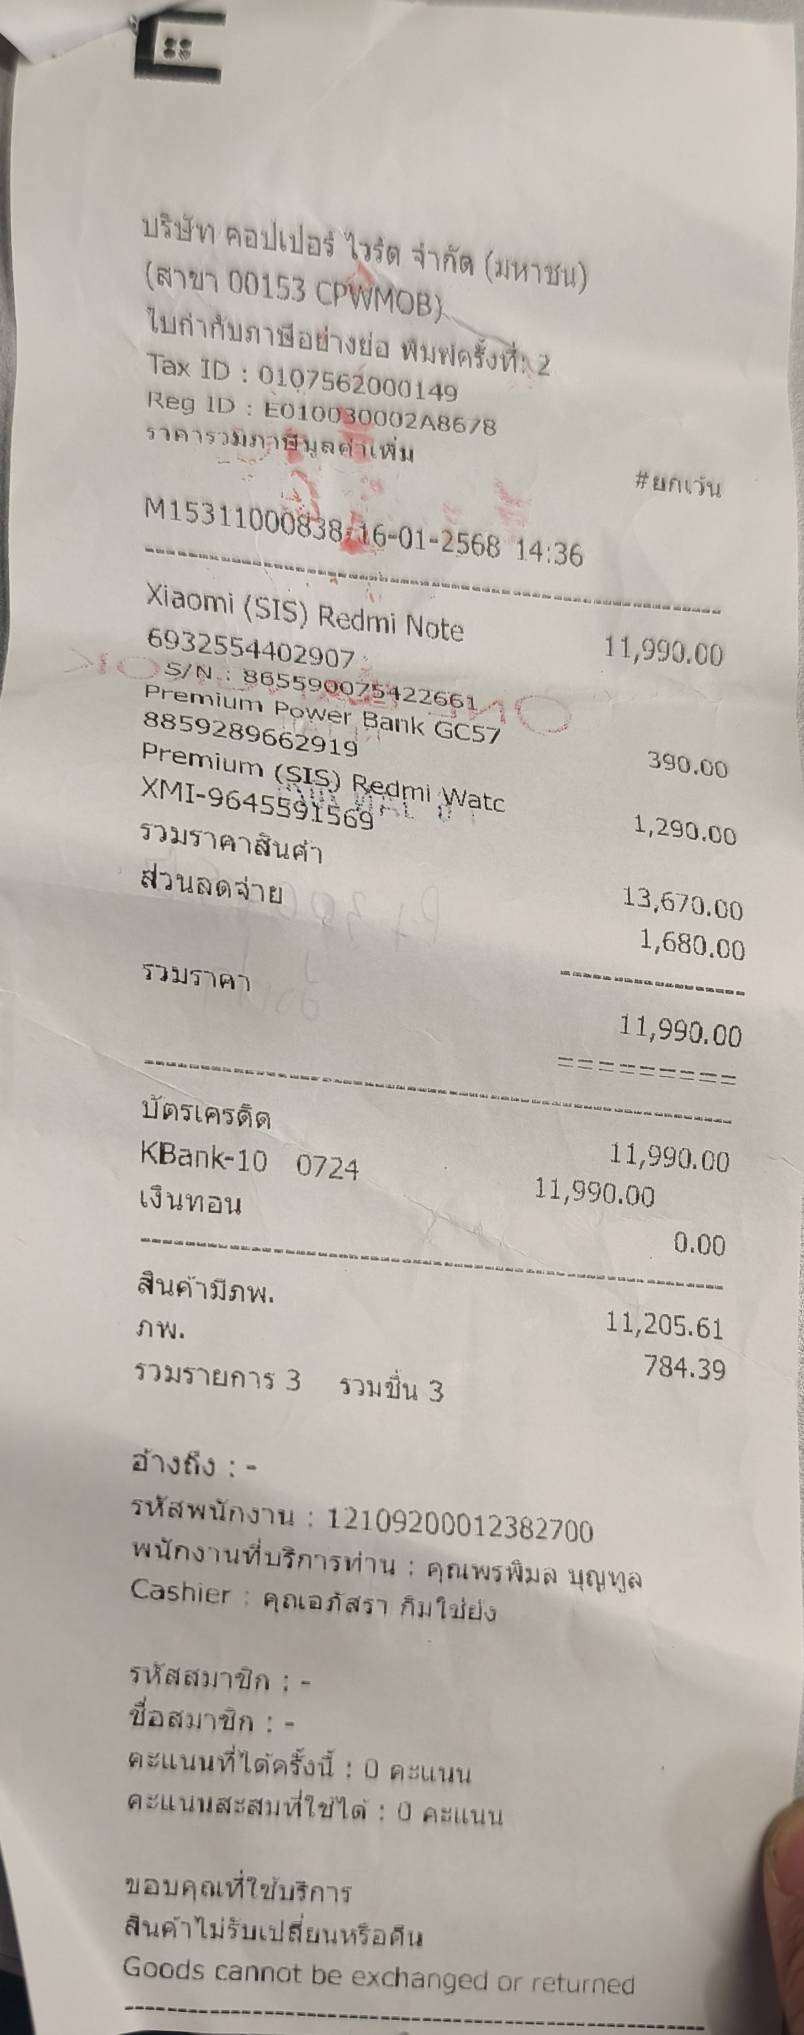 บริษัท คอปเปอร์ ไวร์ด จำกัด (มหาชน)
(สาขา 00153 CPWMOB)
ใบกำกับภาษีอย่างย่อ พิมพ์ครั้งที่: 2
Tax ID : 0107562000149
Reg ID : E010030002A8678
ราคารวมภาษีมูลค่าเพิ่ม
#ยกเว้น
M15311000838-16-01-2568 14:36
Xiaomi (SIS) Redmi Note 11,990.00
6932554402907
S/N : 865590075422661
Premium Power Bank GC57 390.00
8859289662919
Premium (SIS) Redmi Watc 1,290.00
XMI-9645591569
รวมราคาสินค้า 13,670.00
ส่วนลดจ่าย 1,680.00
รวมราคา 11,990.00
=========
บัตรเครดิต 11,990.00
KBank-10 0724 11,990.00
เงินทอน 0.00
สินค้ามีภพ. 11,205.61
ภพ. 784.39
รวมรายการ 3 รวมชิ้น 3
อ้างถึง : -
รหัสพนักงาน : 12109200012382700
พนักงานที่บริการท่าน : คุณพรพิมล บุญทูล
Cashier : คุณอภัสรา กิมใช่ย่ง
รหัสสมาชิก : -
ชื่อสมาชิก : -
คะแนนที่ได้ครั้งนี้ : 0 คะแนน
คะแนนสะสมที่ใช้ได้ : 0 คะแนน
ขอบคุณที่ใช้บริการ
สินค้าไม่รับเปลี่ยนหรือคืน
Goods cannot be exchanged or returned